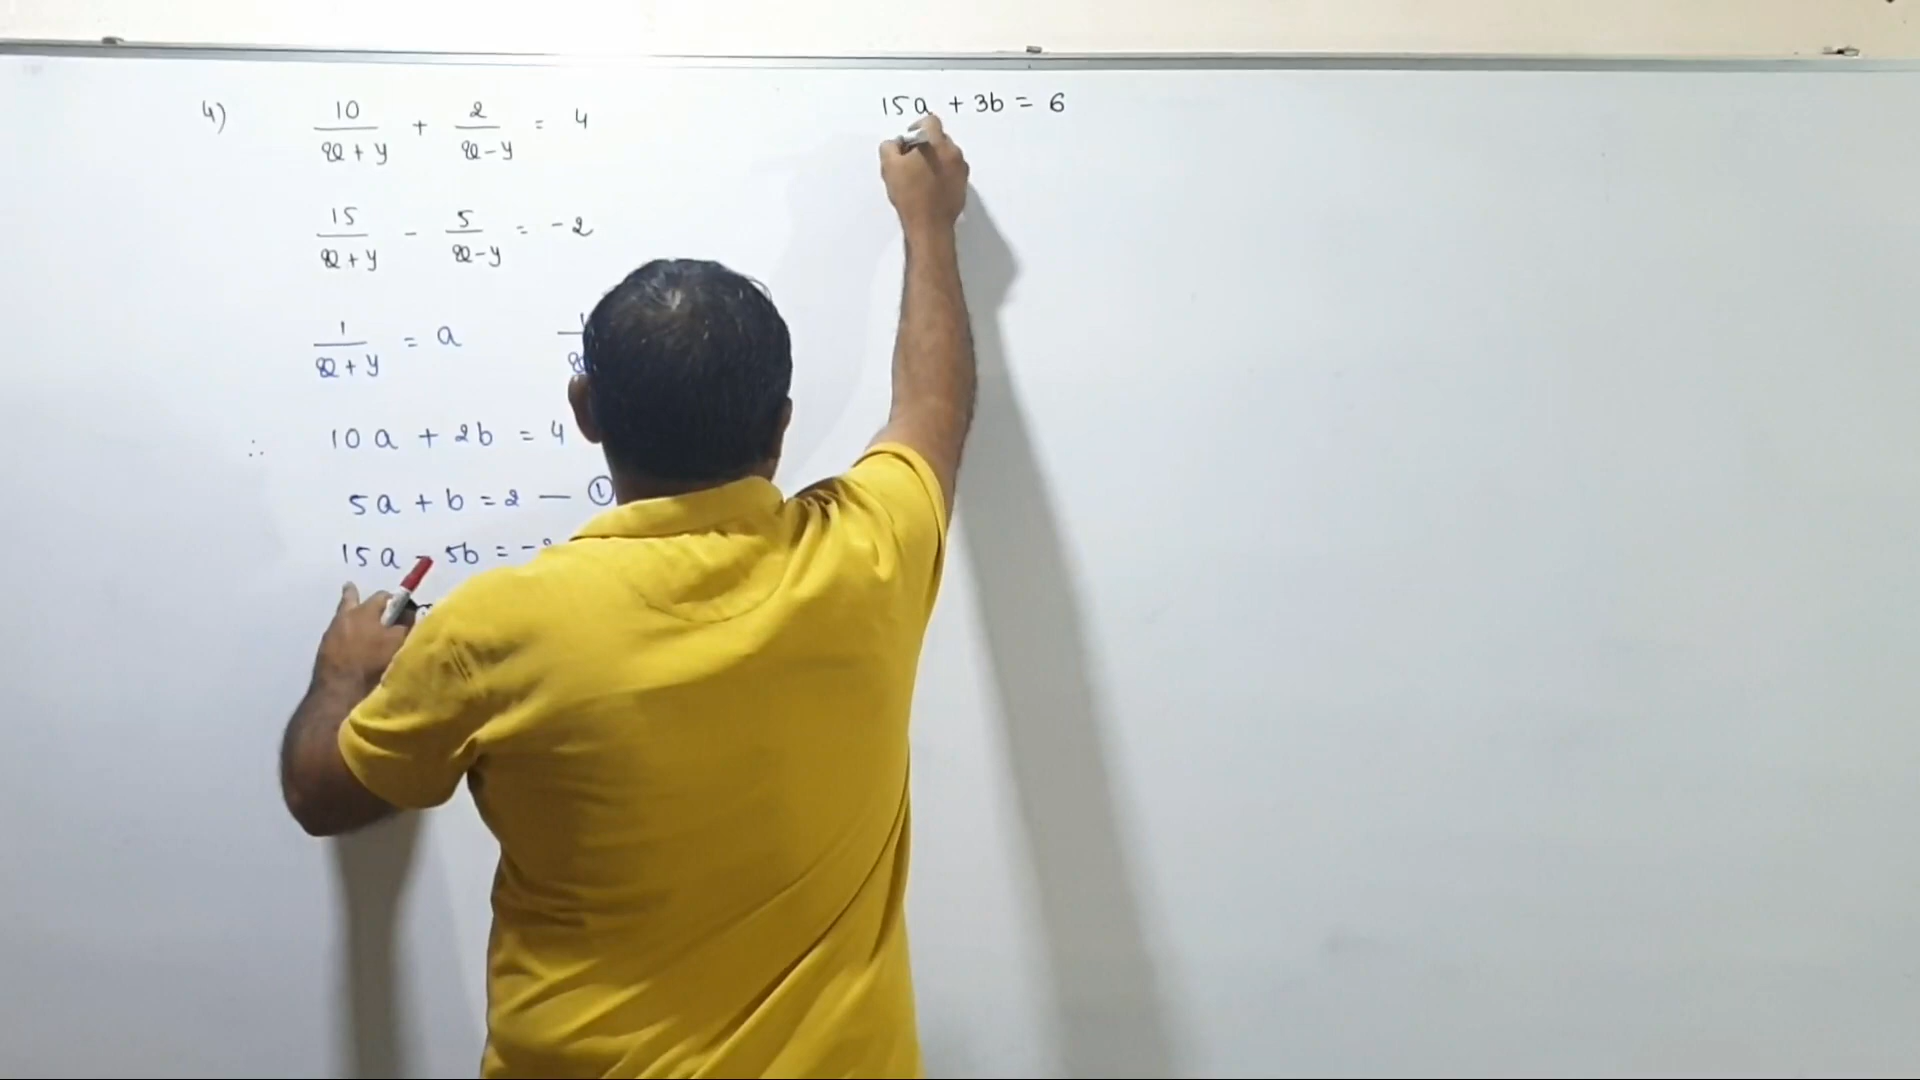 4) 10/(x+y) + 2/(x-y) = 4
15/(x+y) - 5/(x-y) = -2
1/(x+y) = a
∴ 10a + 2b = 4
5a + b = 2 — ①
15a - 5b = -2
15a + 3b = 6